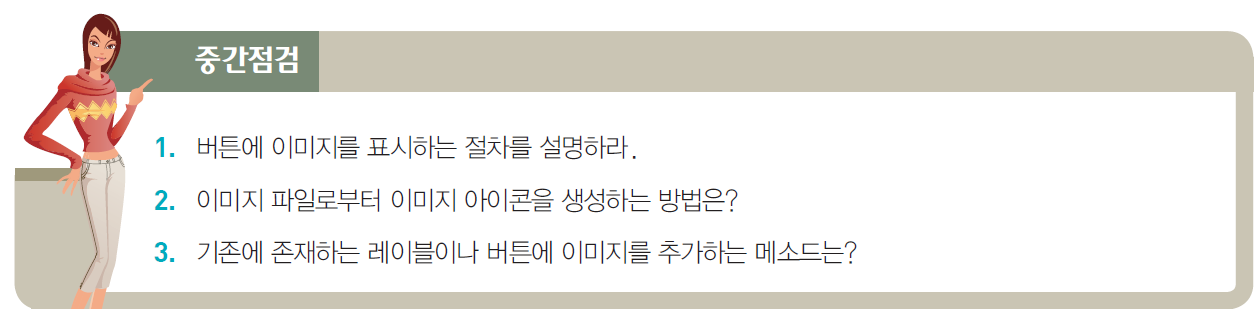 중간점검
1. 버튼에 이미지를 표시하는 절차를 설명하라.
2. 이미지 파일로부터 이미지 아이콘을 생성하는 방법은?
3. 기존에 존재하는 레이블이나 버튼에 이미지를 추가하는 메소드는?